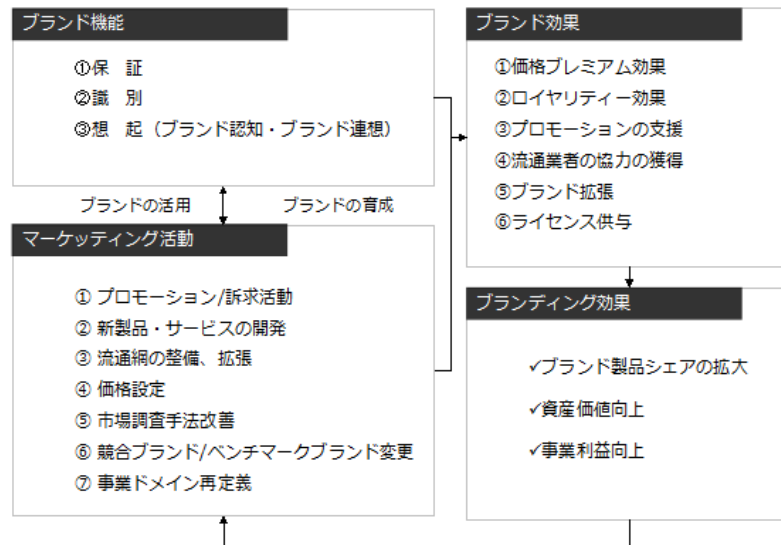 ブランド機能
①保　証
②識　別
③想　起（ブランド認知・ブランド連想）
ブランドの活用
ブランドの育成
マーケッティング活動
① プロモーション/訴求活動
② 新製品・サービスの開発
③ 流通網の整備、拡張
④ 価格設定
⑤ 市場調査手法改善
⑥ 競合ブランド/ベンチマークブランド変更
⑦ 事業ドメイン再定義
ブランド効果
①価格プレミアム効果
②ロイヤリティー効果
③プロモーションの支援
④流通業者の協力の獲得
⑤ブランド拡張
⑥ライセンス供与
ブランディング効果
✓ブランド製品シェアの拡大
✓資産価値向上
✓事業利益向上